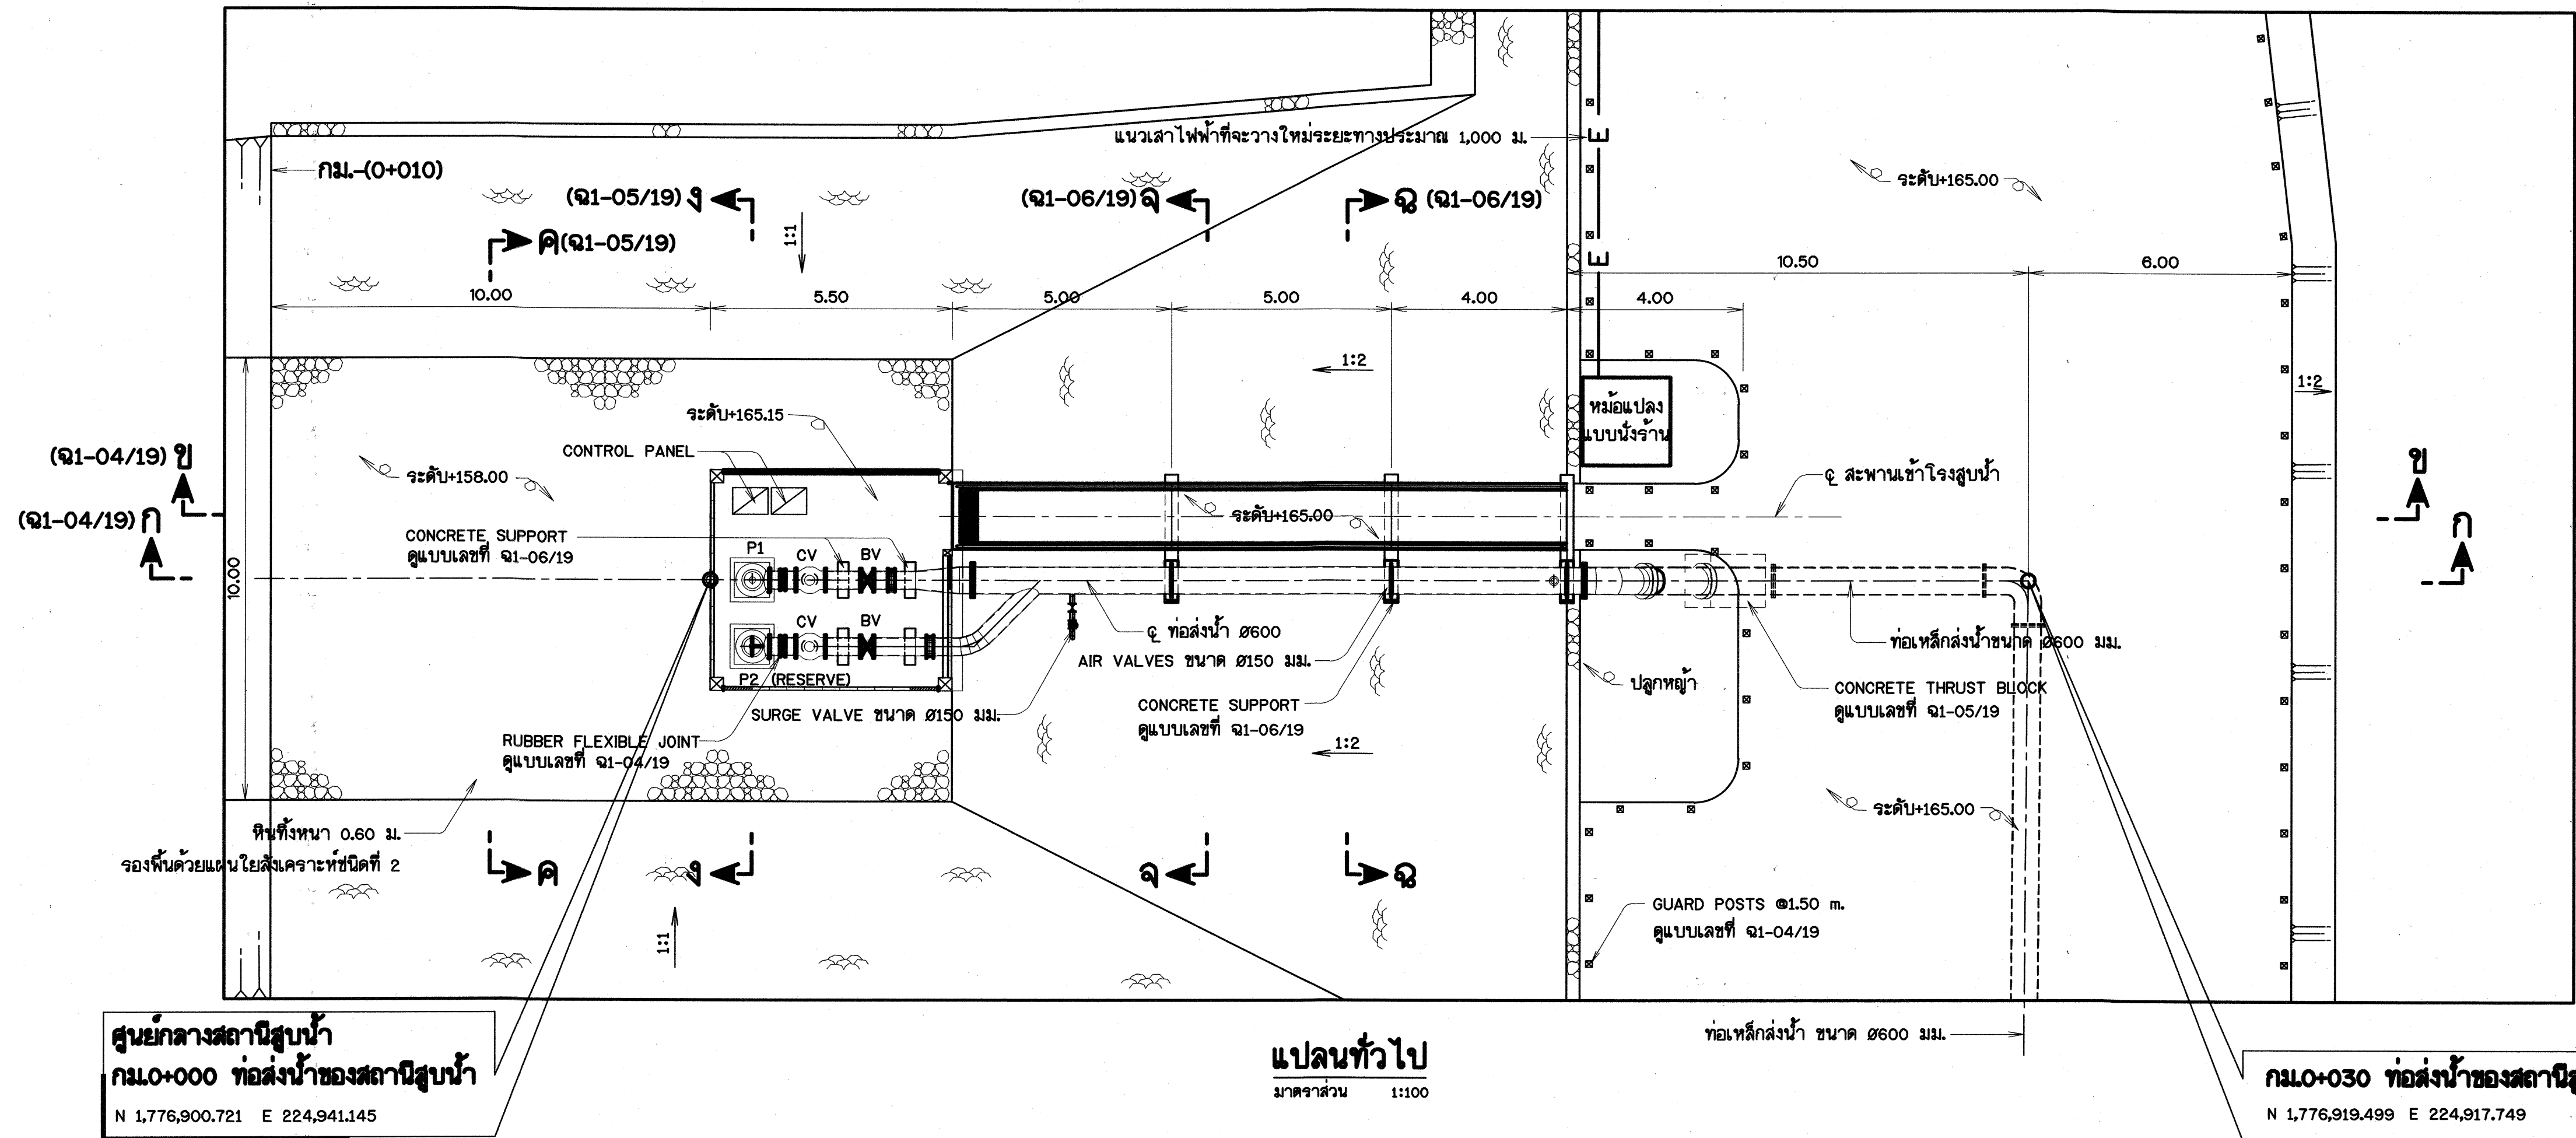 แนวเสาไฟฟ้าที่จะวางใหม่ระยะทางประมาณ 1,000 ม.
E
กม.-(0+010)
(ฉ1-05/19) ง
(ฉ1-06/19) จ
ฉ (ฉ1-06/19)
ระดับ+165.00
ค (ฉ1-05/19)
1:1
E
10.50
6.00
10.00
5.50
5.00
5.00
4.00
4.00
1:2
1:2
หม้อแปลง
แบบนั่งร้าน
ระดับ+165.15
CONTROL PANEL
(ฉ1-04/19) ข
ระดับ+158.00
℄ สะพานเข้าโรงสูบน้ำ
ข
(ฉ1-04/19) ก
ระดับ+165.00
ก
CONCRETE SUPPORT
ดูแบบเลขที่ ฉ1-06/19
P1
CV
BV
10.00
CV
BV
℄ ท่อส่งน้ำ Ø600
ท่อเหล็กส่งน้ำขนาด Ø600 มม.
AIR VALVES ขนาด Ø150 มม.
P2 (RESERVE)
ปลูกหญ้า
CONCRETE THRUST BLOCK
ดูแบบเลขที่ ฉ1-05/19
SURGE VALVE ขนาด Ø150 มม.
CONCRETE SUPPORT
ดูแบบเลขที่ ฉ1-06/19
RUBBER FLEXIBLE JOINT
ดูแบบเลขที่ ฉ1-04/19
1:2
ระดับ+165.00
หินทิ้งหนา 0.60 ม.
รองพื้นด้วยแผ่นใยสังเคราะห์ชนิดที่ 2
ค
ง
จ
ฉ
1:1
GUARD POSTS @1.50 m.
ดูแบบเลขที่ ฉ1-04/19
ศูนย์กลางสถานีสูบน้ำ
กม.0+000 ท่อส่งน้ำของสถานีสูบน้ำ
N 1,776,900.721 E 224,941.145
แปลนทั่วไป
มาตราส่วน 1:100
ท่อเหล็กส่งน้ำ ขนาด Ø600 มม.
กม.0+030 ท่อส่งน้ำของสถานี
N 1,776,919.499 E 224,917.749